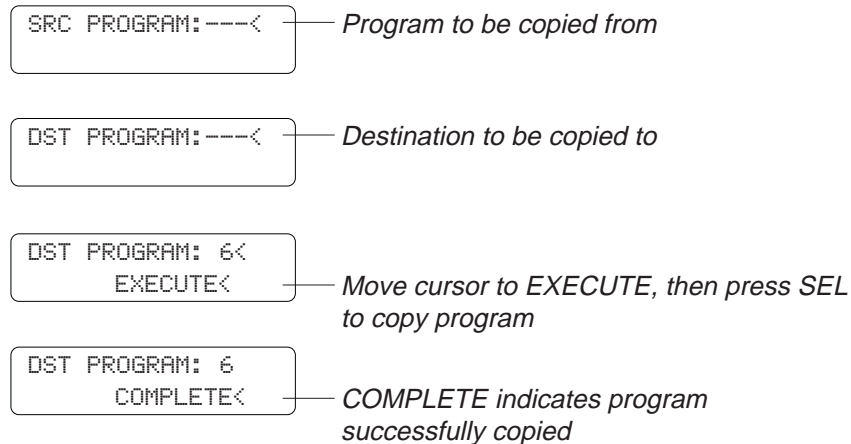 SRC PROGRAM:---<
Program to be copied from
DST PROGRAM:---<
Destination to be copied to
DST PROGRAM: 6<
EXECUTE<
Move cursor to EXECUTE, then press SEL
to copy program
DST PROGRAM: 6
COMPLETE<
COMPLETE indicates program
successfully copied